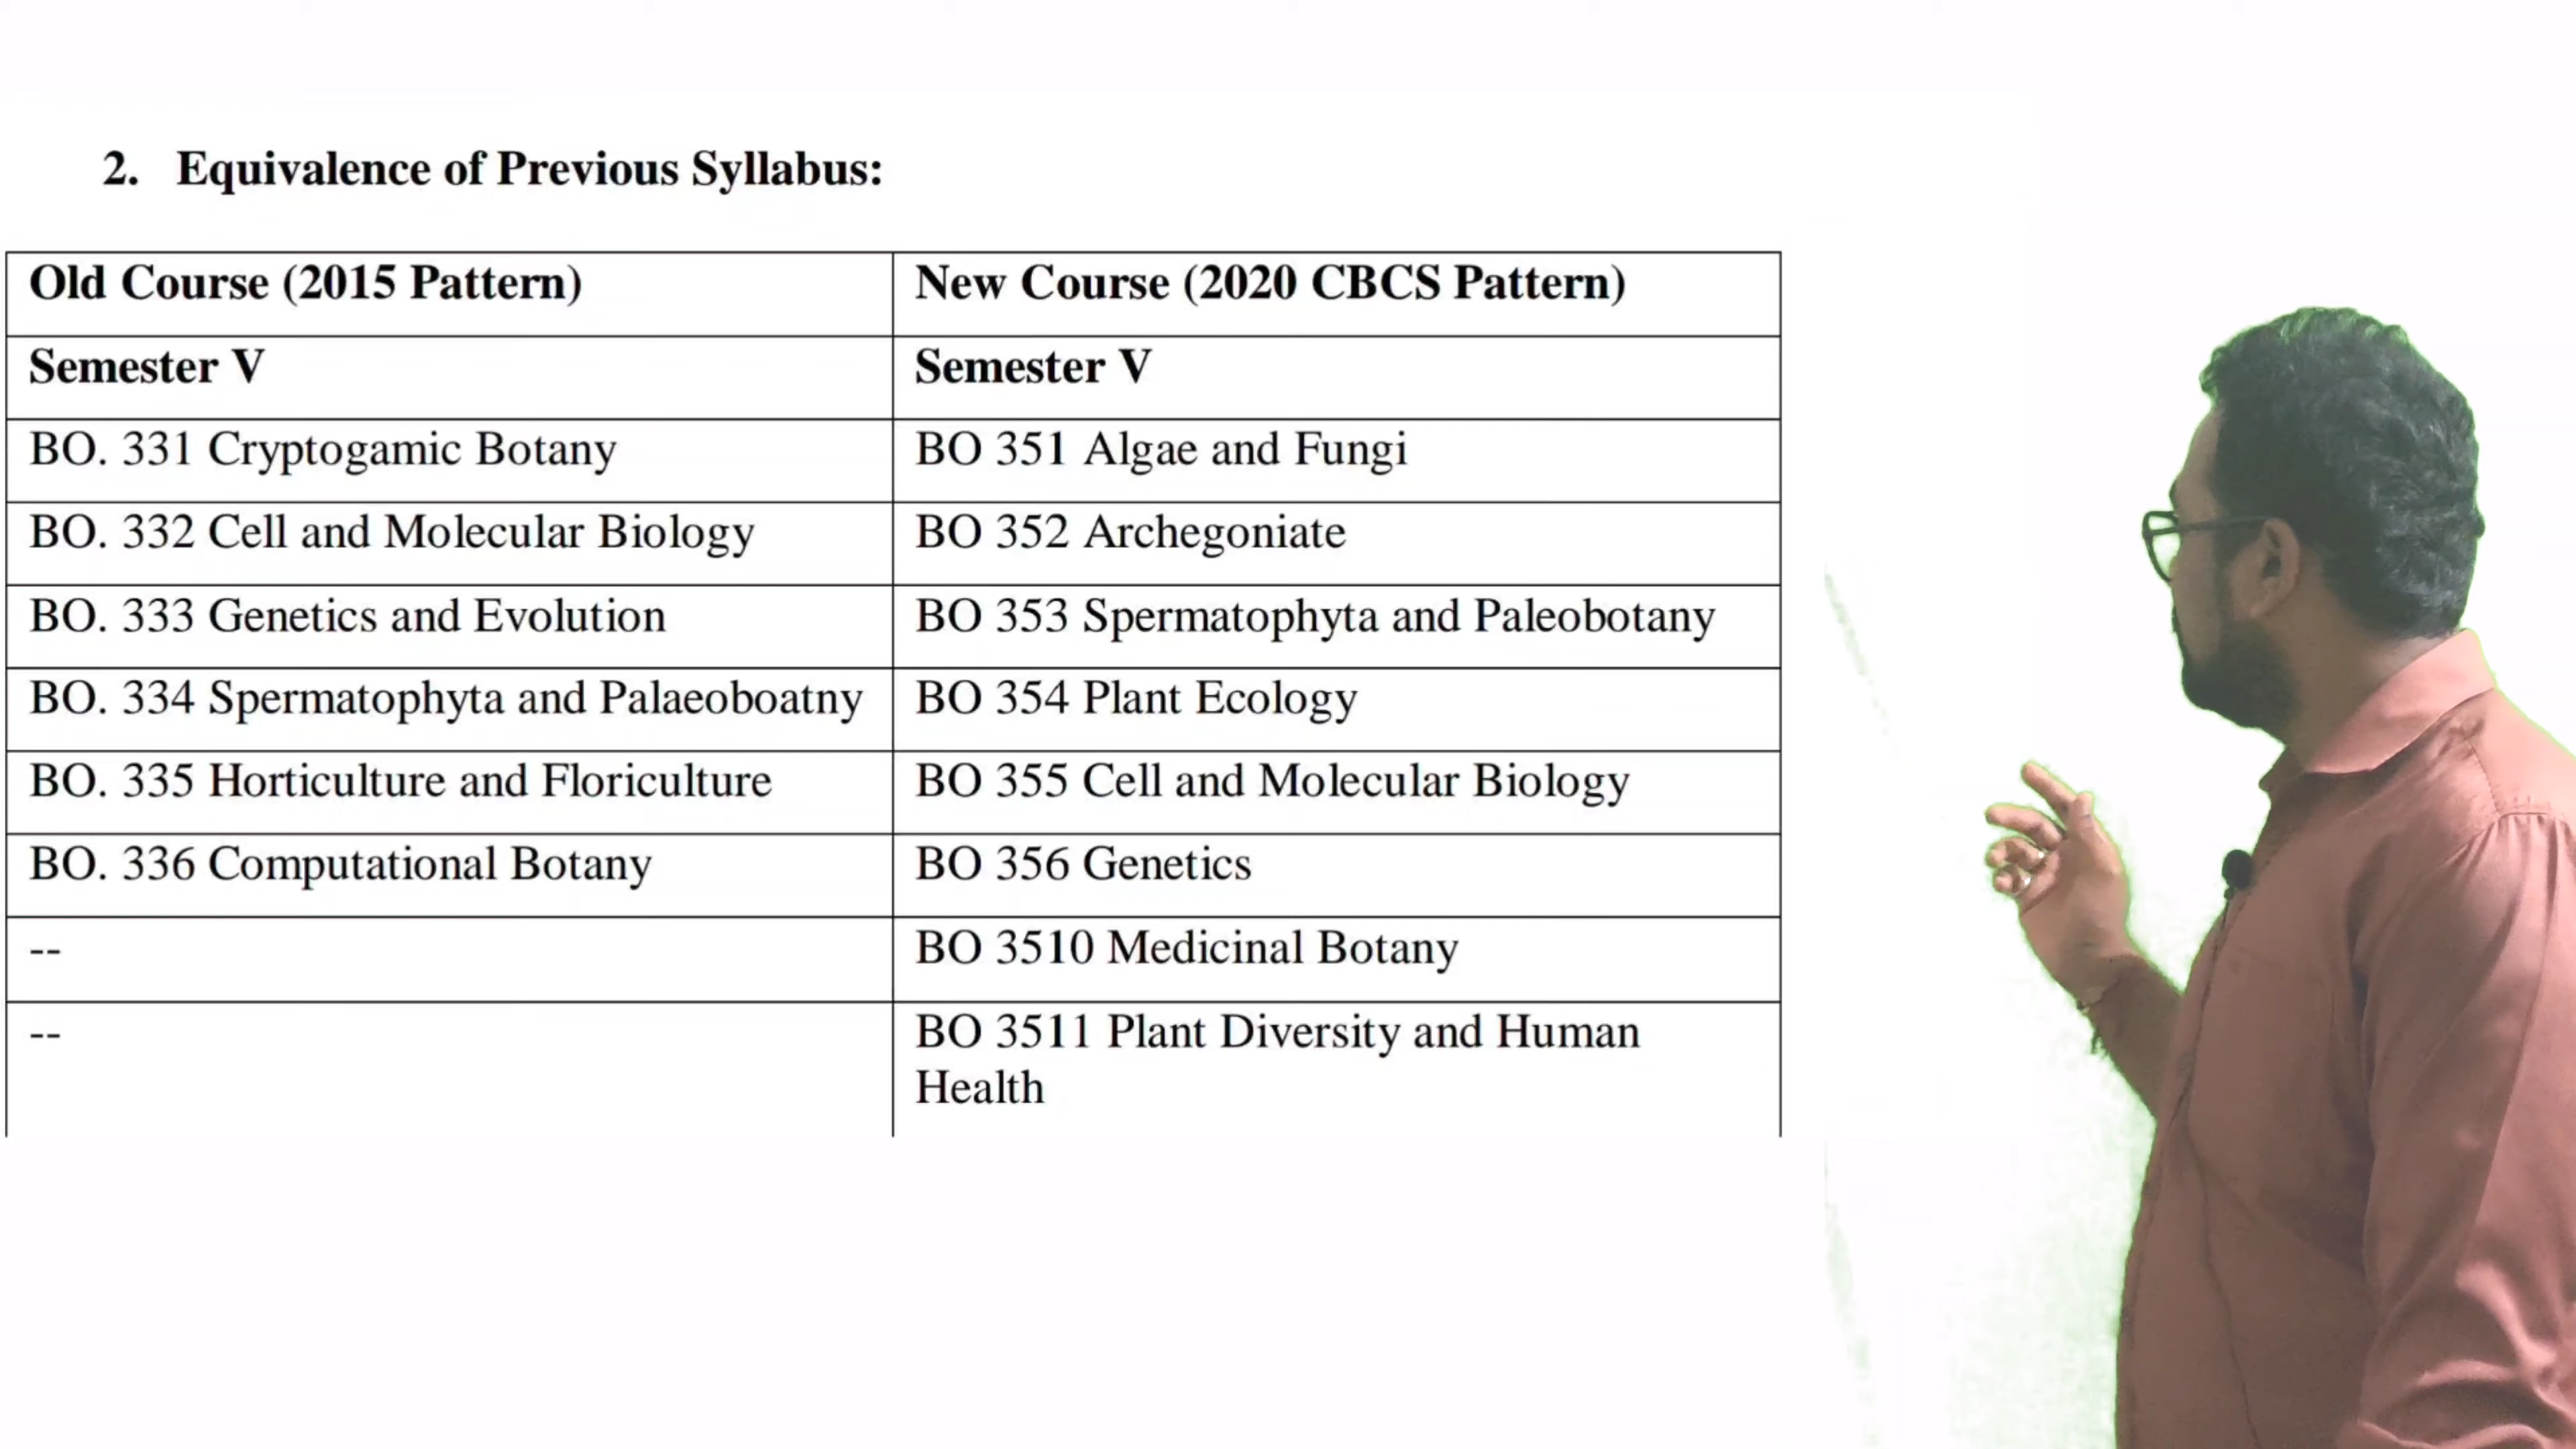 2. Equivalence of Previous Syllabus:
Old Course (2015 Pattern) New Course (2020 CBCS Pattern)
Semester V Semester V
BO. 331 Cryptogamic Botany BO 351 Algae and Fungi
BO. 332 Cell and Molecular Biology BO 352 Archegoniate
BO. 333 Genetics and Evolution BO 353 Spermatophyta and Paleobotany
BO. 334 Spermatophyta and Palaeoboatny BO 354 Plant Ecology
BO. 335 Horticulture and Floriculture BO 355 Cell and Molecular Biology
BO. 336 Computational Botany BO 356 Genetics
-- BO 3510 Medicinal Botany
-- BO 3511 Plant Diversity and Human
Health